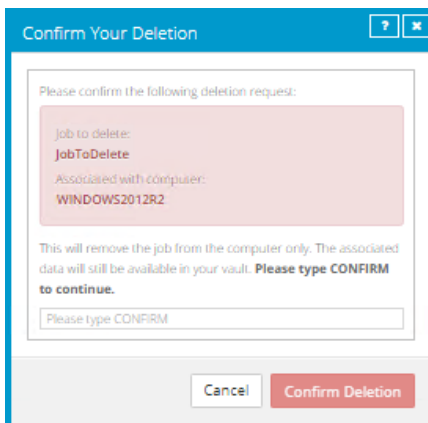 Confirm Your Deletion
? ×
Please confirm the following deletion request:
Job to delete:
JobToDelete
Associated with computer:
WINDOWS2012R2
This will remove the job from the computer only. The associated
data will still be available in your vault. Please type CONFIRM
to continue.
Please type CONFIRM
Cancel
Confirm Deletion